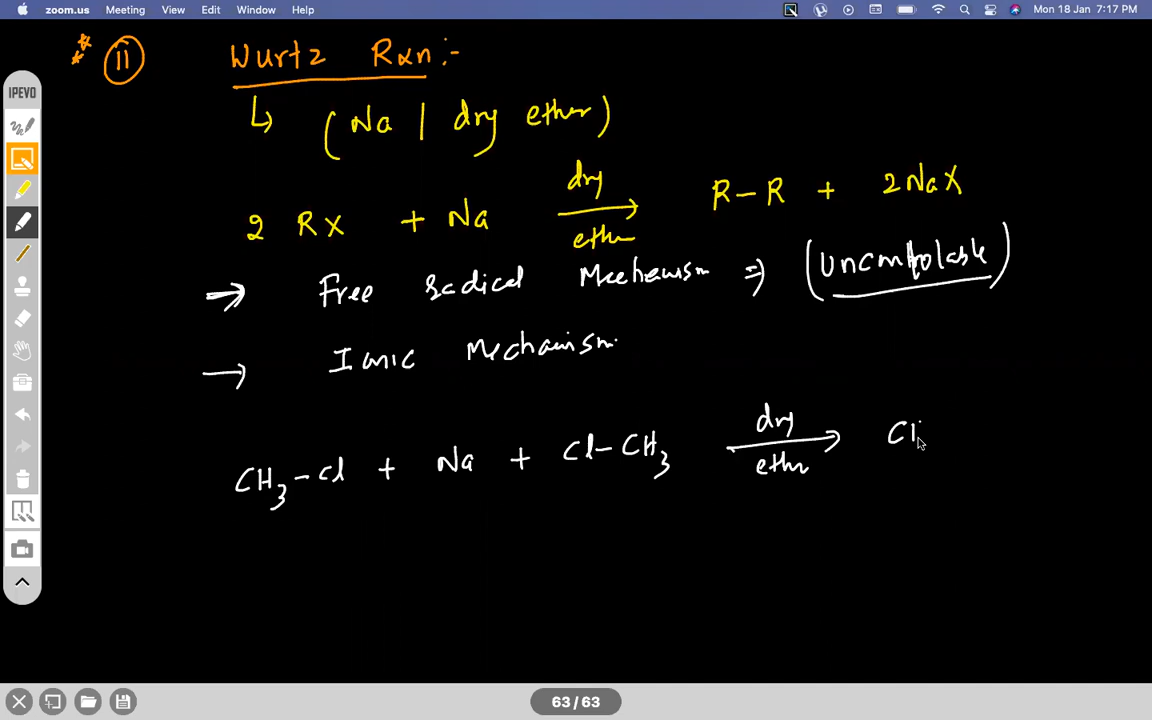 zoom.us Meeting View Edit Window Help Mon 18 Jan 7:17 PM
IPEVO
11 Wurtz Rxn :-
↳ (Na | dry ether)
2 RX + Na dry ether → R-R + 2NaX
→ Free radical Mechanism ⇒ (Uncontrolable)
→ Ionic Mechanism
CH3-Cl + Na + Cl-CH3 dry ethr →
63/63